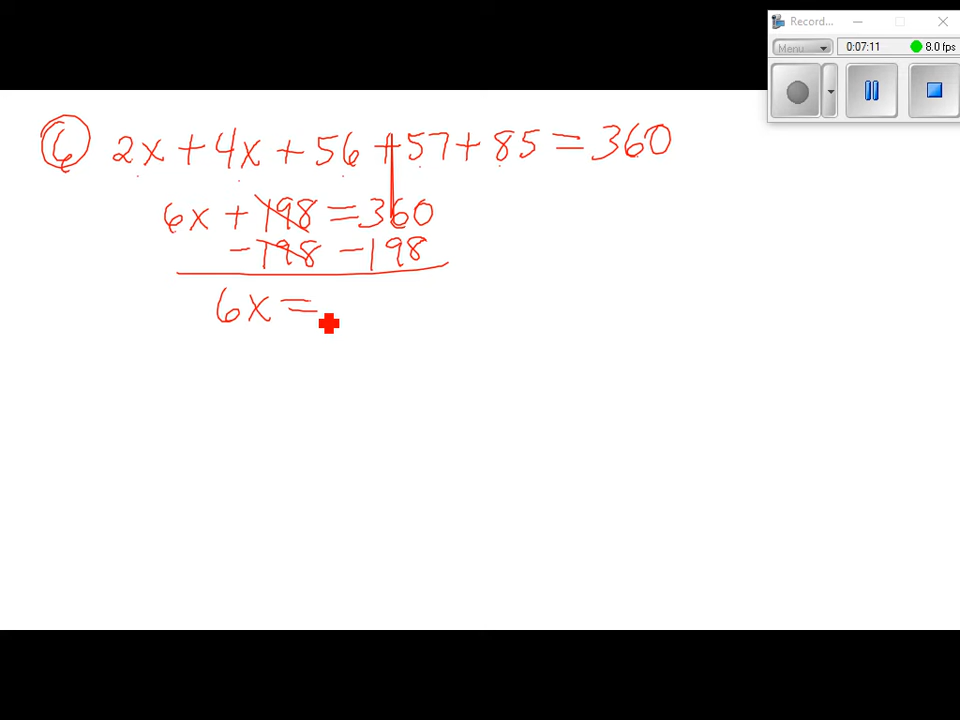 Record...
Menu
0:07:11
8.0 fps
6 2x + 4x + 56 + 57 + 85 = 360
6x + 198 = 360
- 198 - 198
6x =